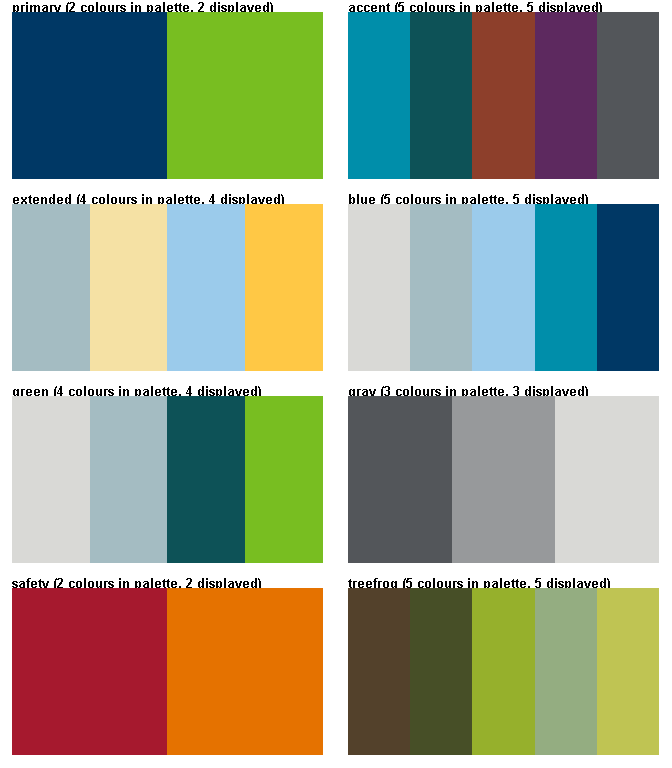 primary (2 colours in palette, 2 displayed)
accent (5 colours in palette, 5 displayed)
extended (4 colours in palette, 4 displayed)
blue (5 colours in palette, 5 displayed)
green (4 colours in palette, 4 displayed)
gray (3 colours in palette, 3 displayed)
safety (2 colours in palette, 2 displayed)
treefrog (5 colours in palette, 5 displayed)